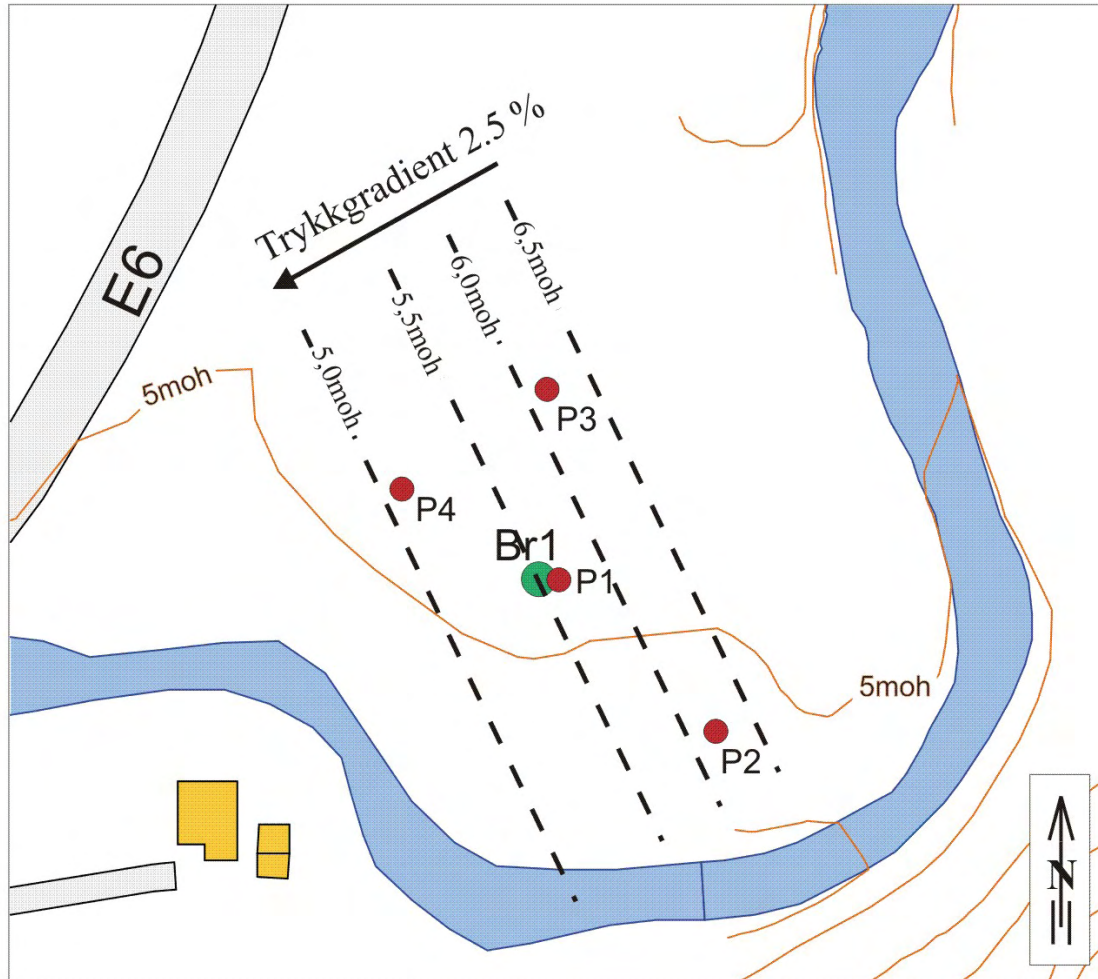 Trykkgradient 2.5 %
E6
6,5moh
6,0moh
5,5moh
5,0moh
5moh
P3
P4
Br1
P1
5moh
P2
N